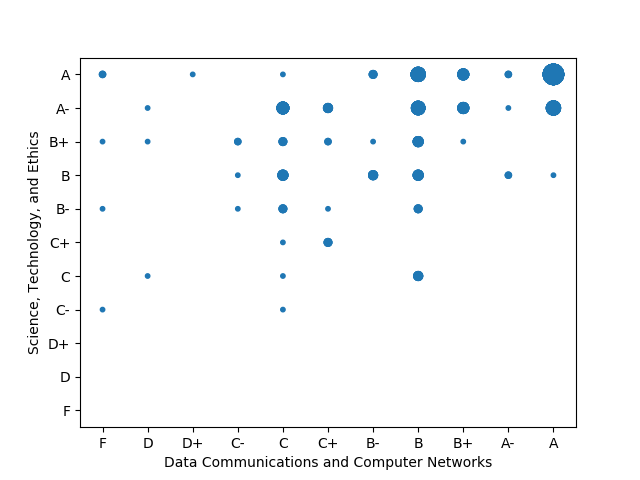 A
A-
B+
B
B-
C+
C
C-
D+
D
F
Science, Technology, and Ethics
F D D+ C- C C+ B- B B+ A- A
Data Communications and Computer Networks